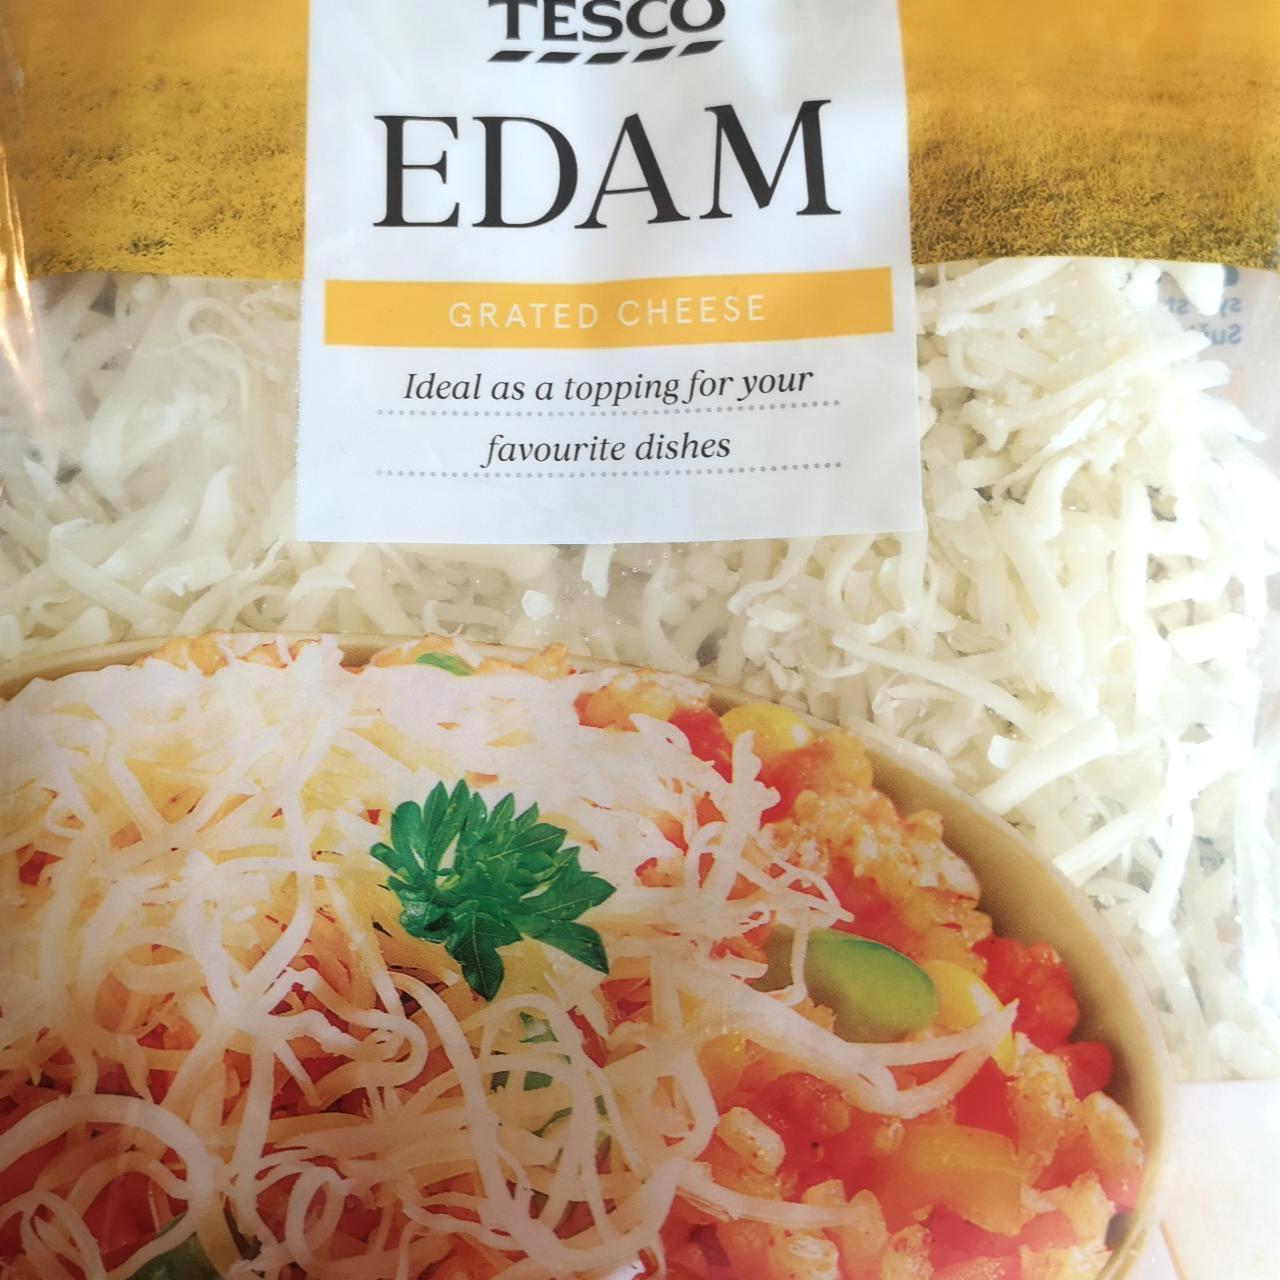 TESCO
EDAM
GRATED CHEESE
Ideal as a topping for your
favourite dishes